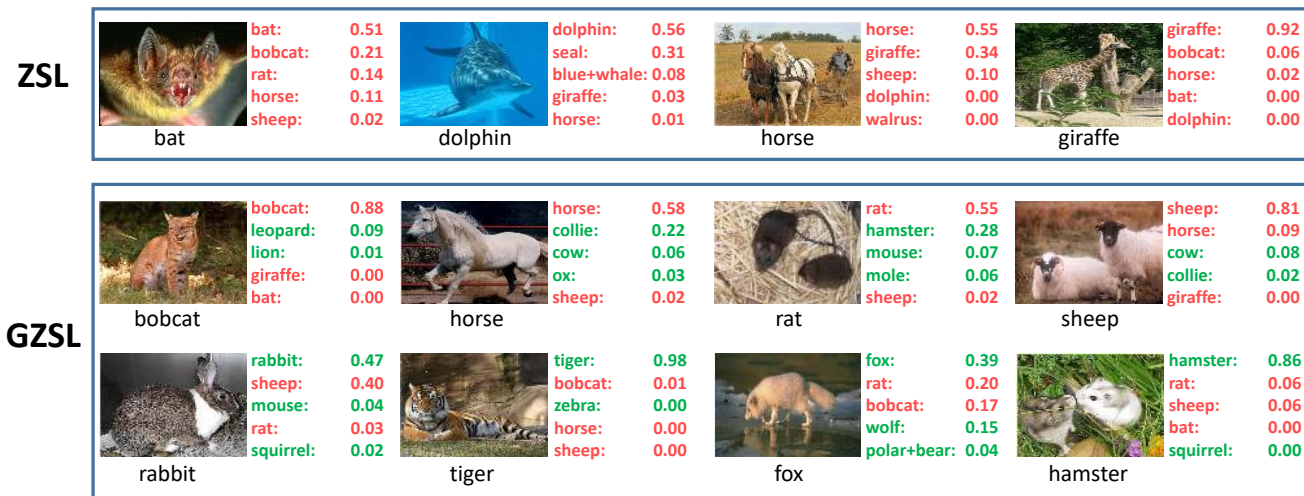 ZSL
bat: 0.51
bobcat: 0.21
rat: 0.14
horse: 0.11
sheep: 0.02
bat
dolphin: 0.56
seal: 0.31
blue+whale: 0.08
giraffe: 0.03
horse: 0.01
dolphin
horse: 0.55
giraffe: 0.34
sheep: 0.10
dolphin: 0.00
walrus: 0.00
horse
giraffe: 0.92
bobcat: 0.06
horse: 0.02
bat: 0.00
dolphin: 0.00
giraffe
GZSL
bobcat: 0.88
leopard: 0.09
lion: 0.01
giraffe: 0.00
bat: 0.00
bobcat
horse: 0.58
collie: 0.22
cow: 0.06
ox: 0.03
sheep: 0.02
horse
rat: 0.55
hamster: 0.28
mouse: 0.07
mole: 0.06
sheep: 0.02
rat
sheep: 0.81
horse: 0.09
cow: 0.08
collie: 0.02
giraffe: 0.00
sheep
rabbit: 0.47
sheep: 0.40
mouse: 0.04
rat: 0.03
squirrel: 0.02
rabbit
tiger: 0.98
bobcat: 0.01
zebra: 0.00
horse: 0.00
sheep: 0.00
tiger
fox: 0.39
rat: 0.20
bobcat: 0.17
wolf: 0.15
polar+bear: 0.04
fox
hamster: 0.86
rat: 0.06
sheep: 0.06
bat: 0.00
squirrel: 0.00
hamster